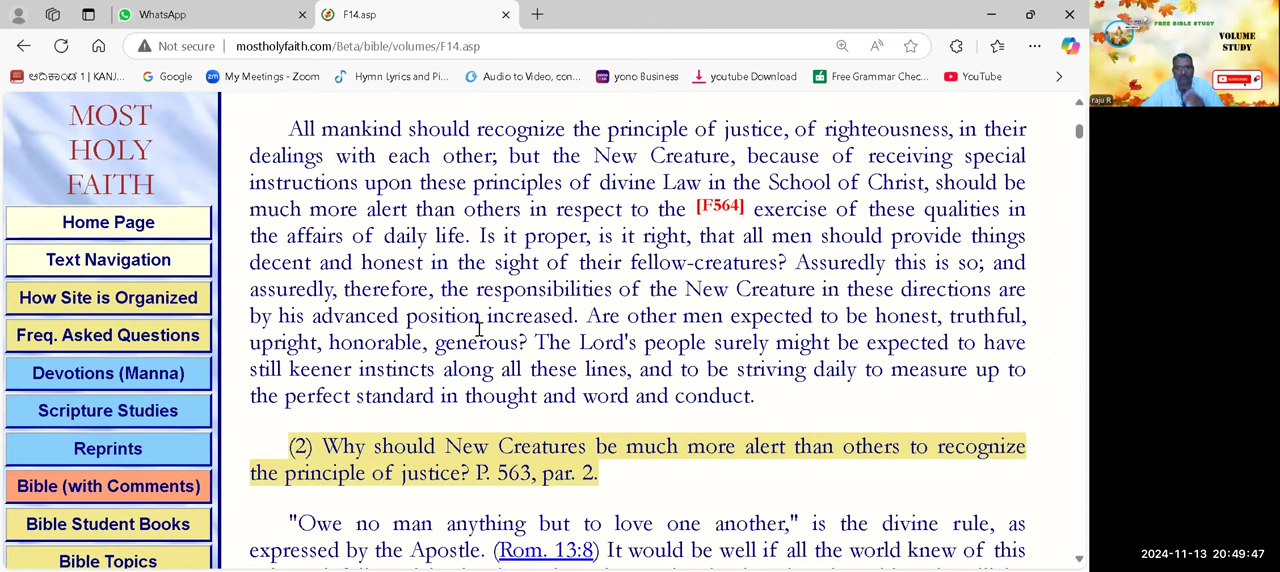 WhatsApp
F14.asp
Not secure
mostholyfaith.com/Beta/bible/volumes/F14.asp
ಆದಿಕಾಂಡ 1 | KANJ...
Google
My Meetings - Zoom
Hymn Lyrics and Pi...
Audio to Video, con...
yono Business
youtube Download
Free Grammar Chec...
YouTube
MOST
HOLY
FAITH
Home Page
Text Navigation
How Site is Organized
Freq. Asked Questions
Devotions (Manna)
Scripture Studies
Reprints
Bible (with Comments)
Bible Student Books
Bible Topics
All mankind should recognize the principle of justice, of righteousness, in their
dealings with each other; but the New Creature, because of receiving special
instructions upon these principles of divine Law in the School of Christ, should be
much more alert than others in respect to the [F564] exercise of these qualities in
the affairs of daily life. Is it proper, is it right, that all men should provide things
decent and honest in the sight of their fellow-creatures? Assuredly this is so; and
assuredly, therefore, the responsibilities of the New Creature in these directions are
by his advanced position increased. Are other men expected to be honest, truthful,
upright, honorable, generous? The Lord's people surely might be expected to have
still keener instincts along all these lines, and to be striving daily to measure up to
the perfect standard in thought and word and conduct.
(2) Why should New Creatures be much more alert than others to recognize
the principle of justice? P. 563, par. 2.
"Owe no man anything but to love one another," is the divine rule, as
expressed by the Apostle. (Rom. 13:8) It would be well if all the world knew of this
FREE BIBLE STUDY
VOLUME
STUDY
raju R
2024-11-13 20:49:47